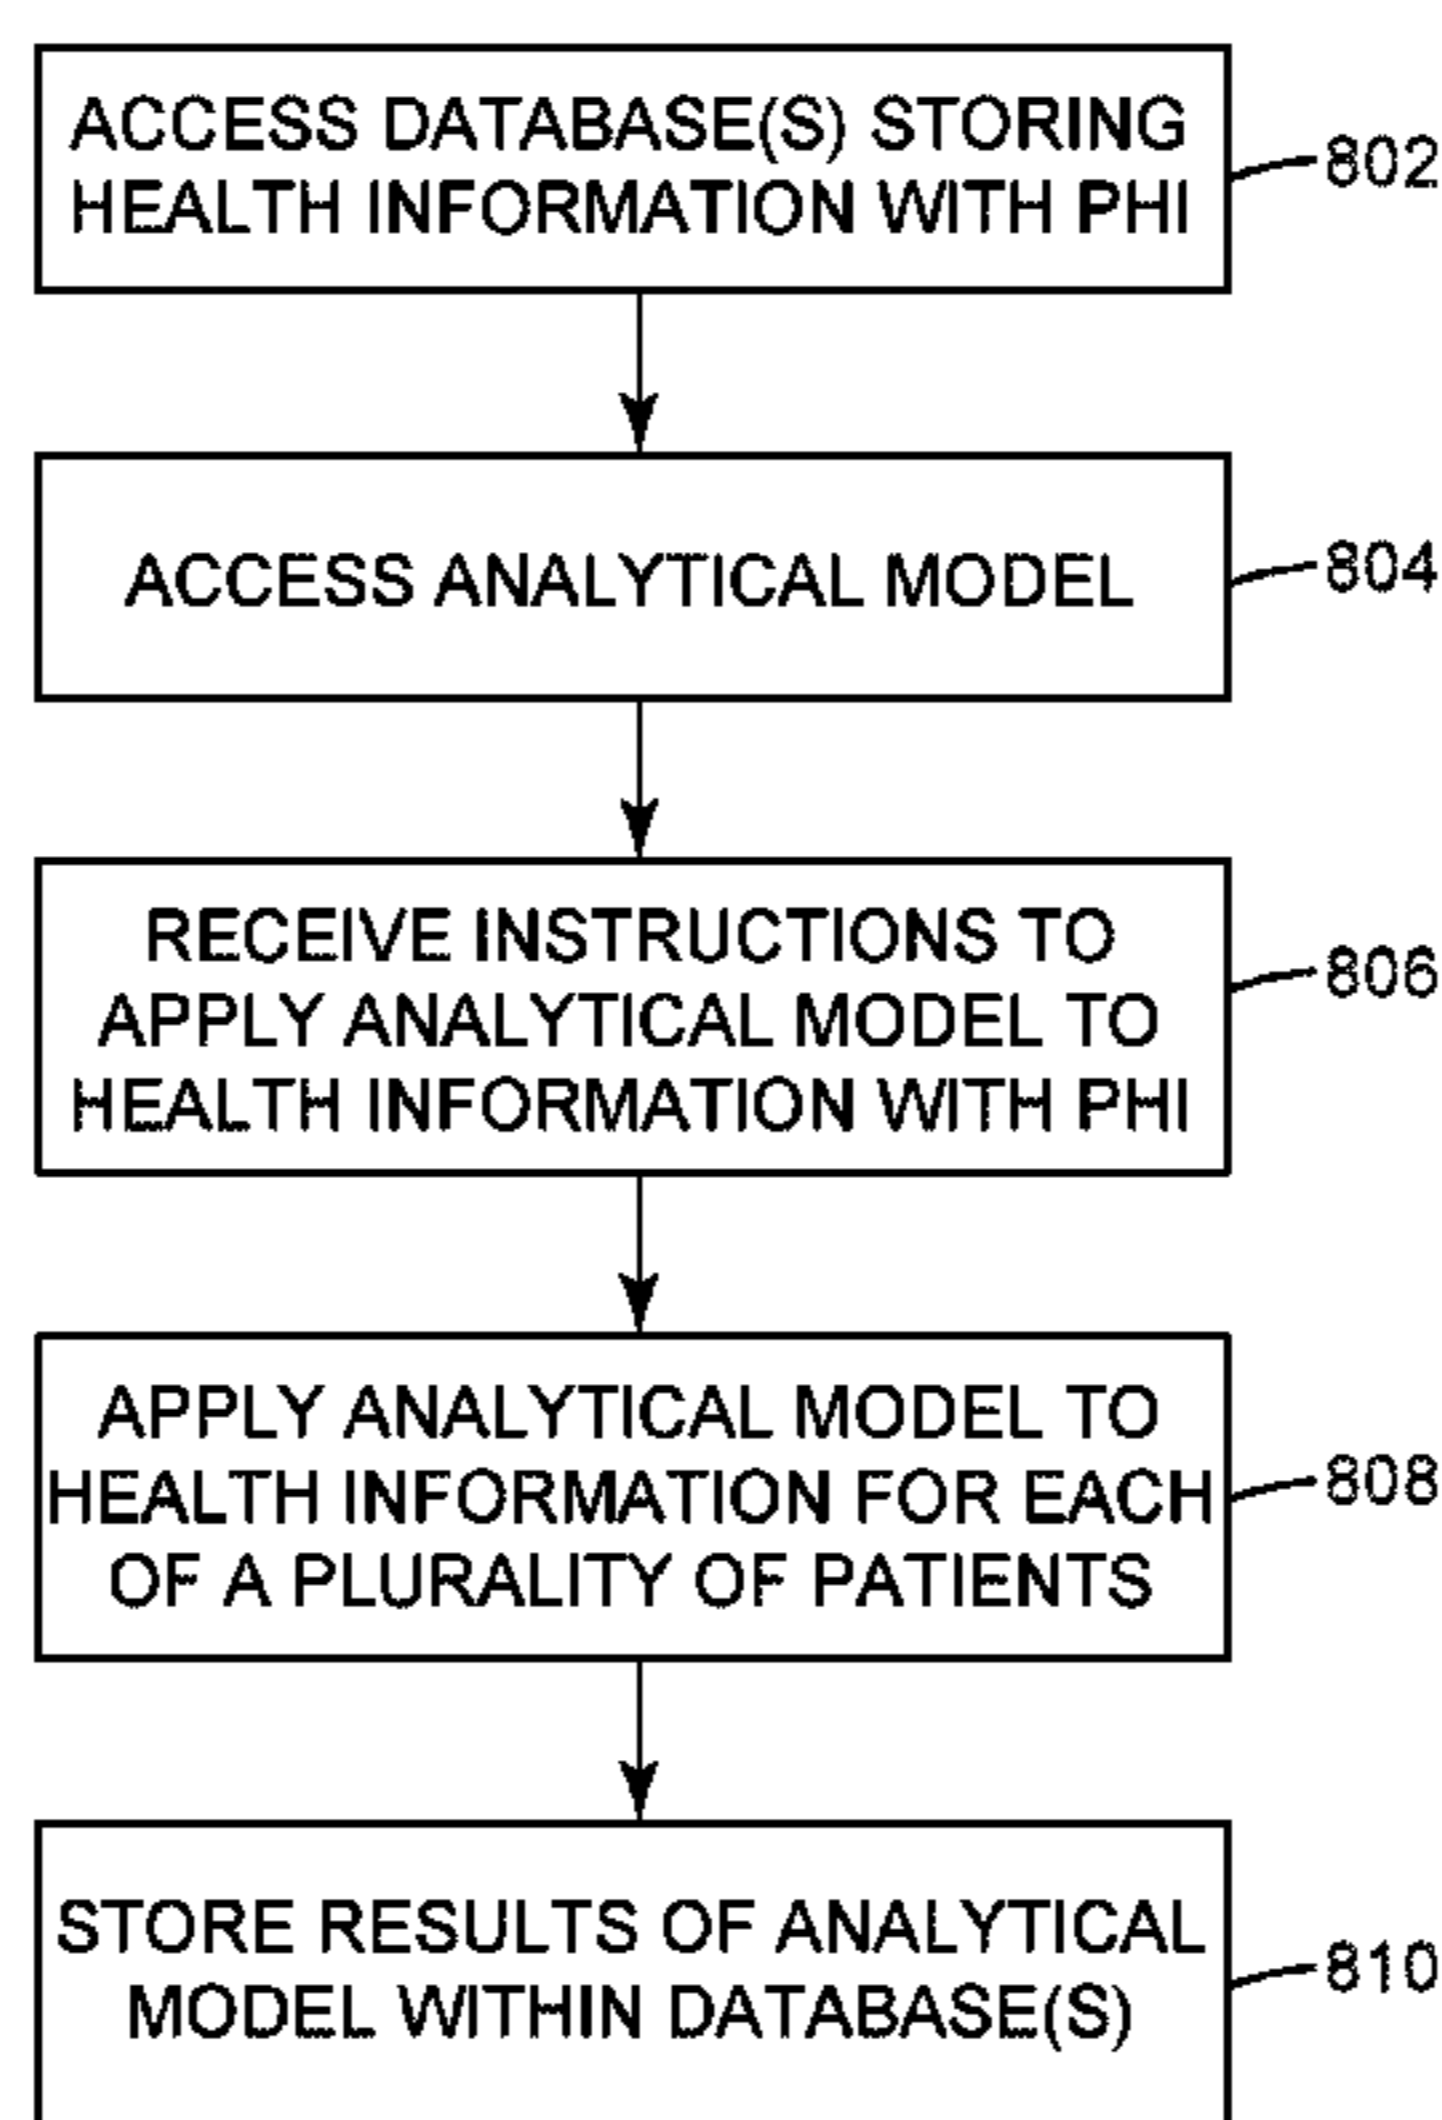 ACCESS DATABASE(S) STORING
HEALTH INFORMATION WITH PHI
802
ACCESS ANALYTICAL MODEL
804
RECEIVE INSTRUCTIONS TO
APPLY ANALYTICAL MODEL TO
HEALTH INFORMATION WITH PHI
806
APPLY ANALYTICAL MODEL TO
HEALTH INFORMATION FOR EACH
OF A PLURALITY OF PATIENTS
808
STORE RESULTS OF ANALYTICAL
MODEL WITHIN DATABASE(S)
810